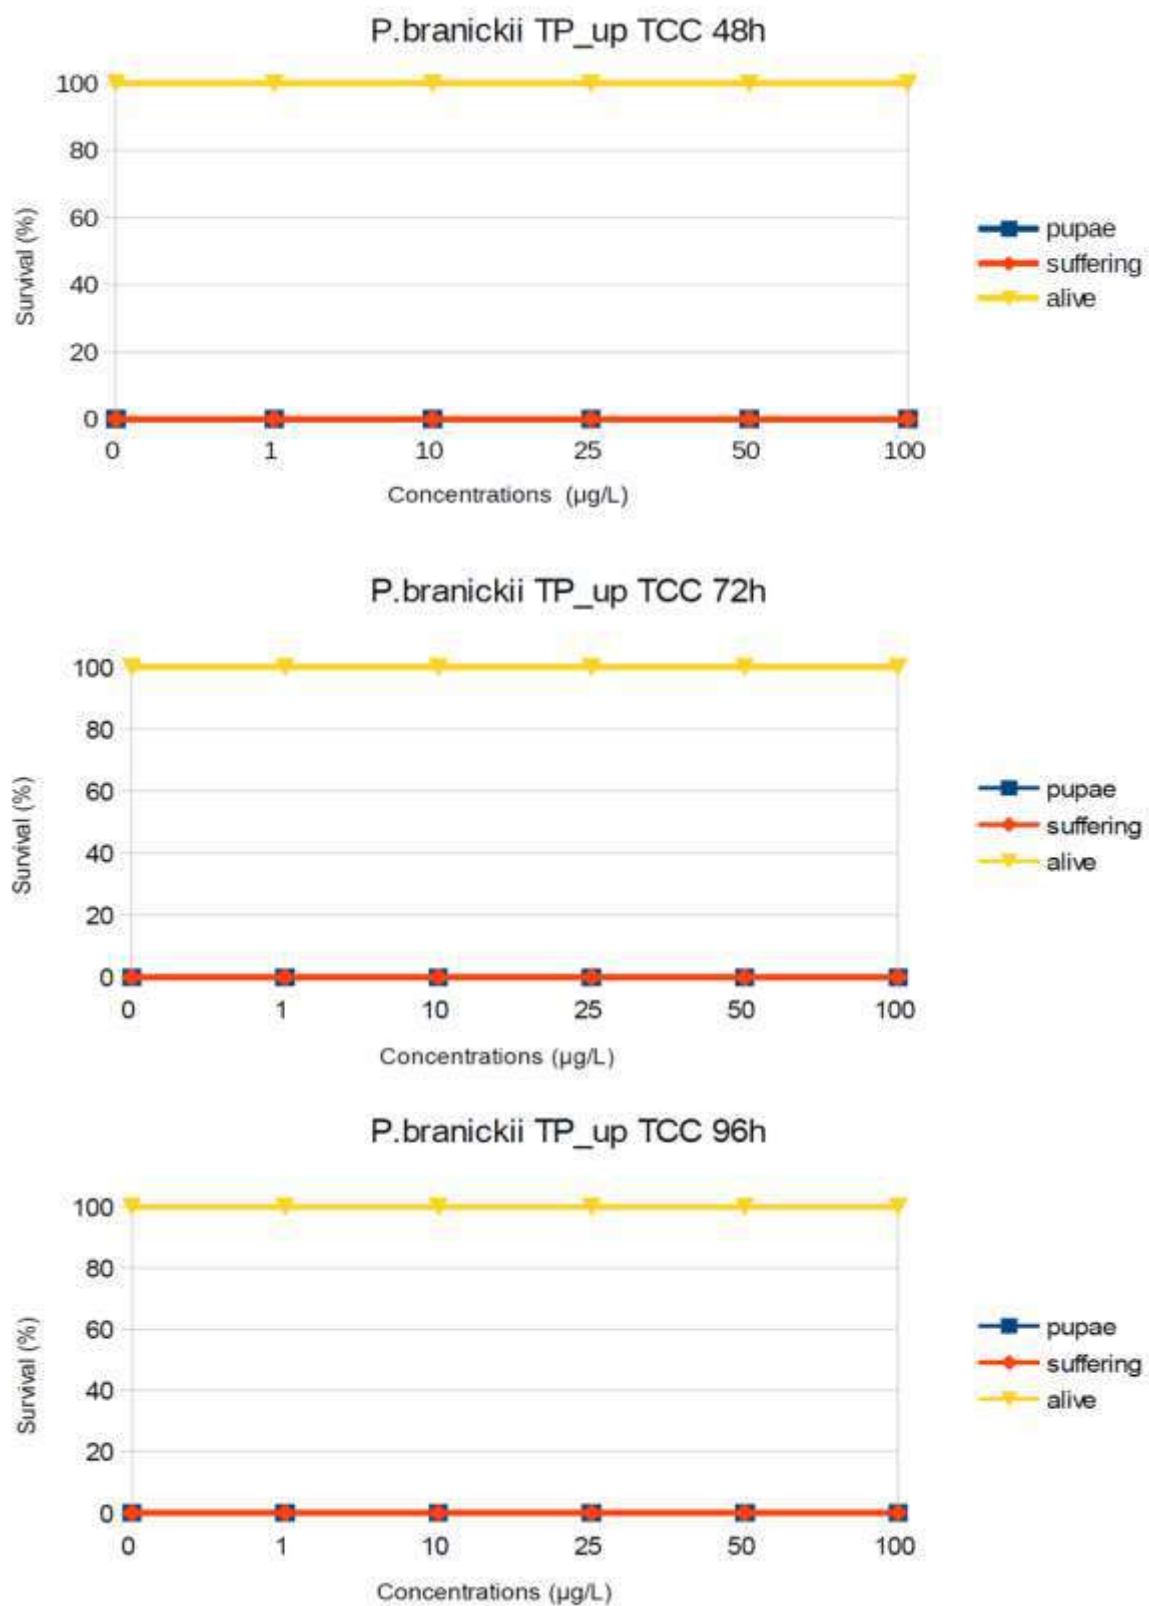 P.branickii TP_up TCC 48h
100
80
60
40
20
0
Survival (%)
0 1 10 25 50 100
Concentrations (µg/L)
pupae
suffering
alive
P.branickii TP_up TCC 72h
100
80
60
40
20
0
Survival (%)
0 1 10 25 50 100
Concentrations (µg/L)
pupae
suffering
alive
P.branickii TP_up TCC 96h
100
80
60
40
20
0
Survival (%)
0 1 10 25 50 100
Concentrations (µg/L)
pupae
suffering
alive